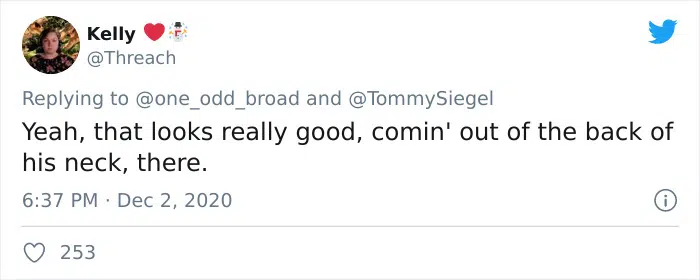 Kelly ❤️☃️
@Threach
Replying to @one_odd_broad and @TommySiegel
Yeah, that looks really good, comin' out of the back of
his neck, there.
6:37 PM · Dec 2, 2020
253